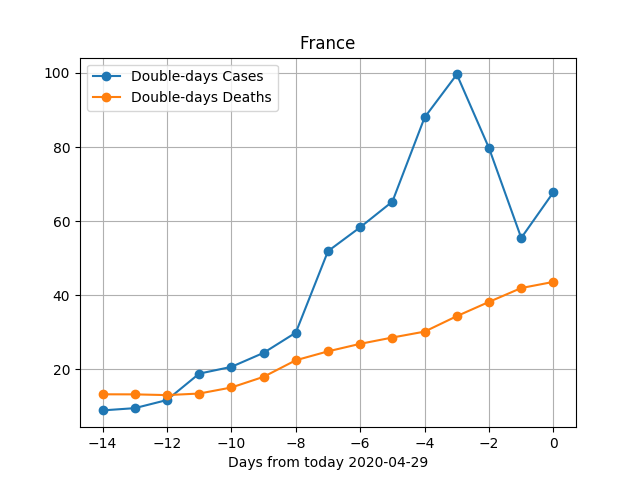 France
Double-days Cases
Double-days Deaths
100
80
60
40
20
−14 −12 −10 −8 −6 −4 −2 0
Days from today 2020-04-29